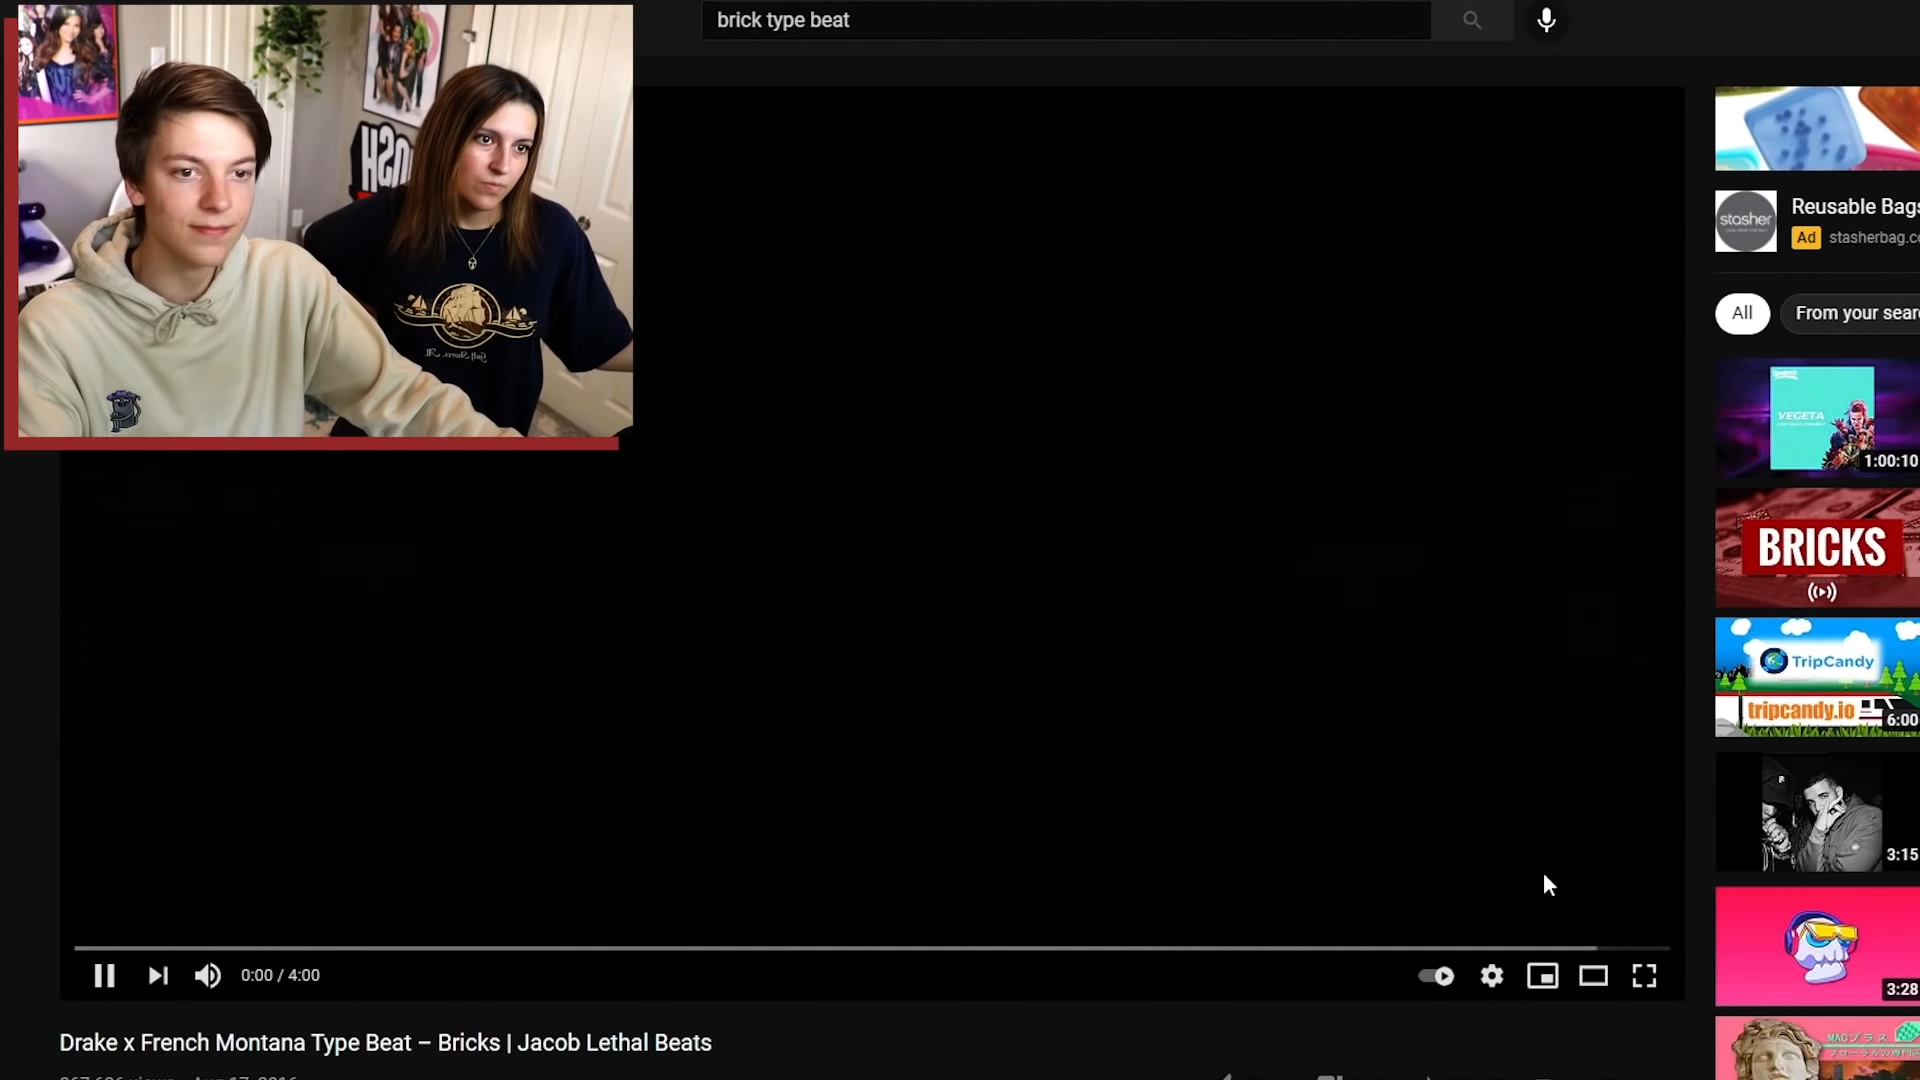 brick type beat
stasher
Reusable Bags
Ad
stasherbag.c
All
From your sear
VEGETA
1:00:10
BRICKS
TripCandy
tripcandy.io
6:00
3:15
3:28
0:00 / 4:00
Drake x French Montana Type Beat – Bricks | Jacob Lethal Beats